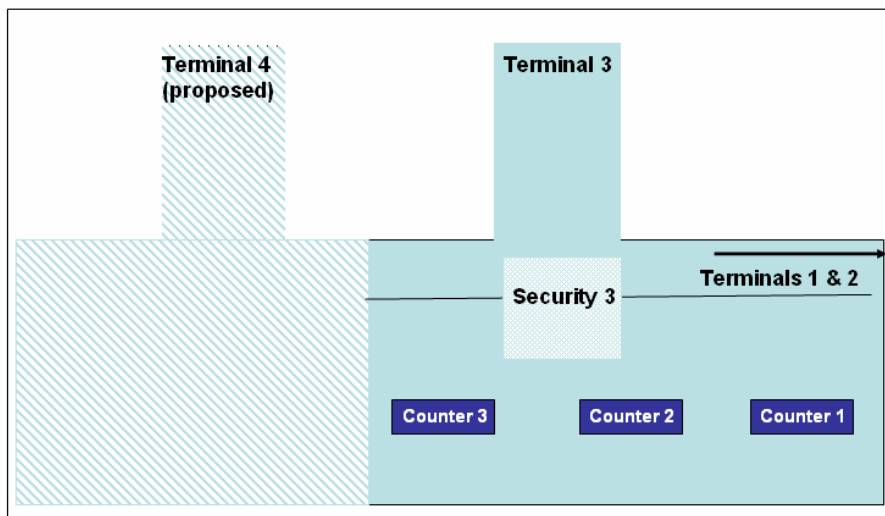 Terminal 4
(proposed)
Terminal 3
Terminals 1 & 2
Security 3
Counter 3
Counter 2
Counter 1